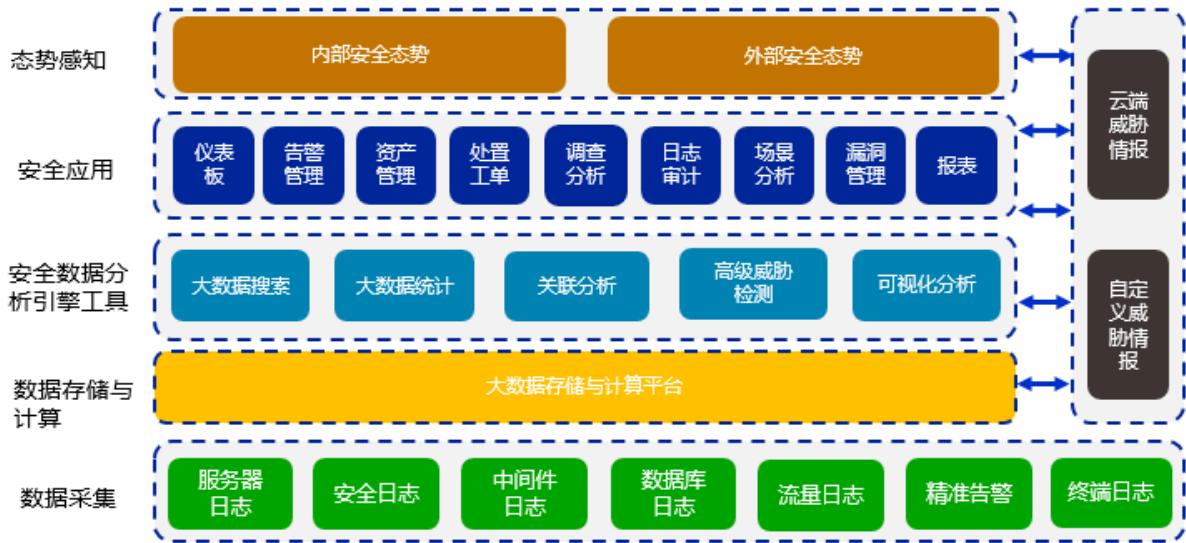 态势感知
内部安全态势
外部安全态势
安全应用
仪表
板
告警
管理
资产
管理
处置
工单
调查
分析
日志
审计
场景
分析
漏洞
管理
报表
安全数据分
析引擎工具
大数据搜索
大数据统计
关联分析
高级威胁
检测
可视化分析
数据存储与
计算
大数据存储与计算平台
云端
威胁
情报
自定
义威
胁情
报
数据采集
服务器
日志
安全日志
中间件
日志
数据库
日志
流量日志
精准告警
终端日志